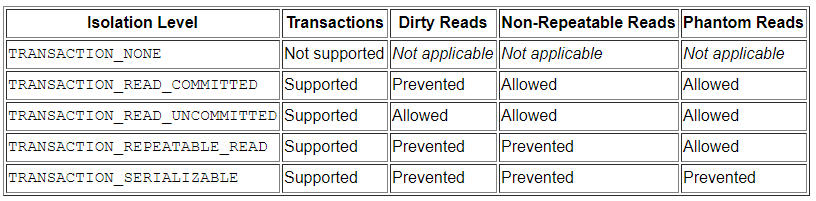 Isolation Level Transactions Dirty Reads Non-Repeatable Reads Phantom Reads
TRANSACTION_NONE Not supported Not applicable Not applicable Not applicable
TRANSACTION_READ_COMMITTED Supported Prevented Allowed Allowed
TRANSACTION_READ_UNCOMMITTED Supported Allowed Allowed Allowed
TRANSACTION_REPEATABLE_READ Supported Prevented Prevented Allowed
TRANSACTION_SERIALIZABLE Supported Prevented Prevented Prevented